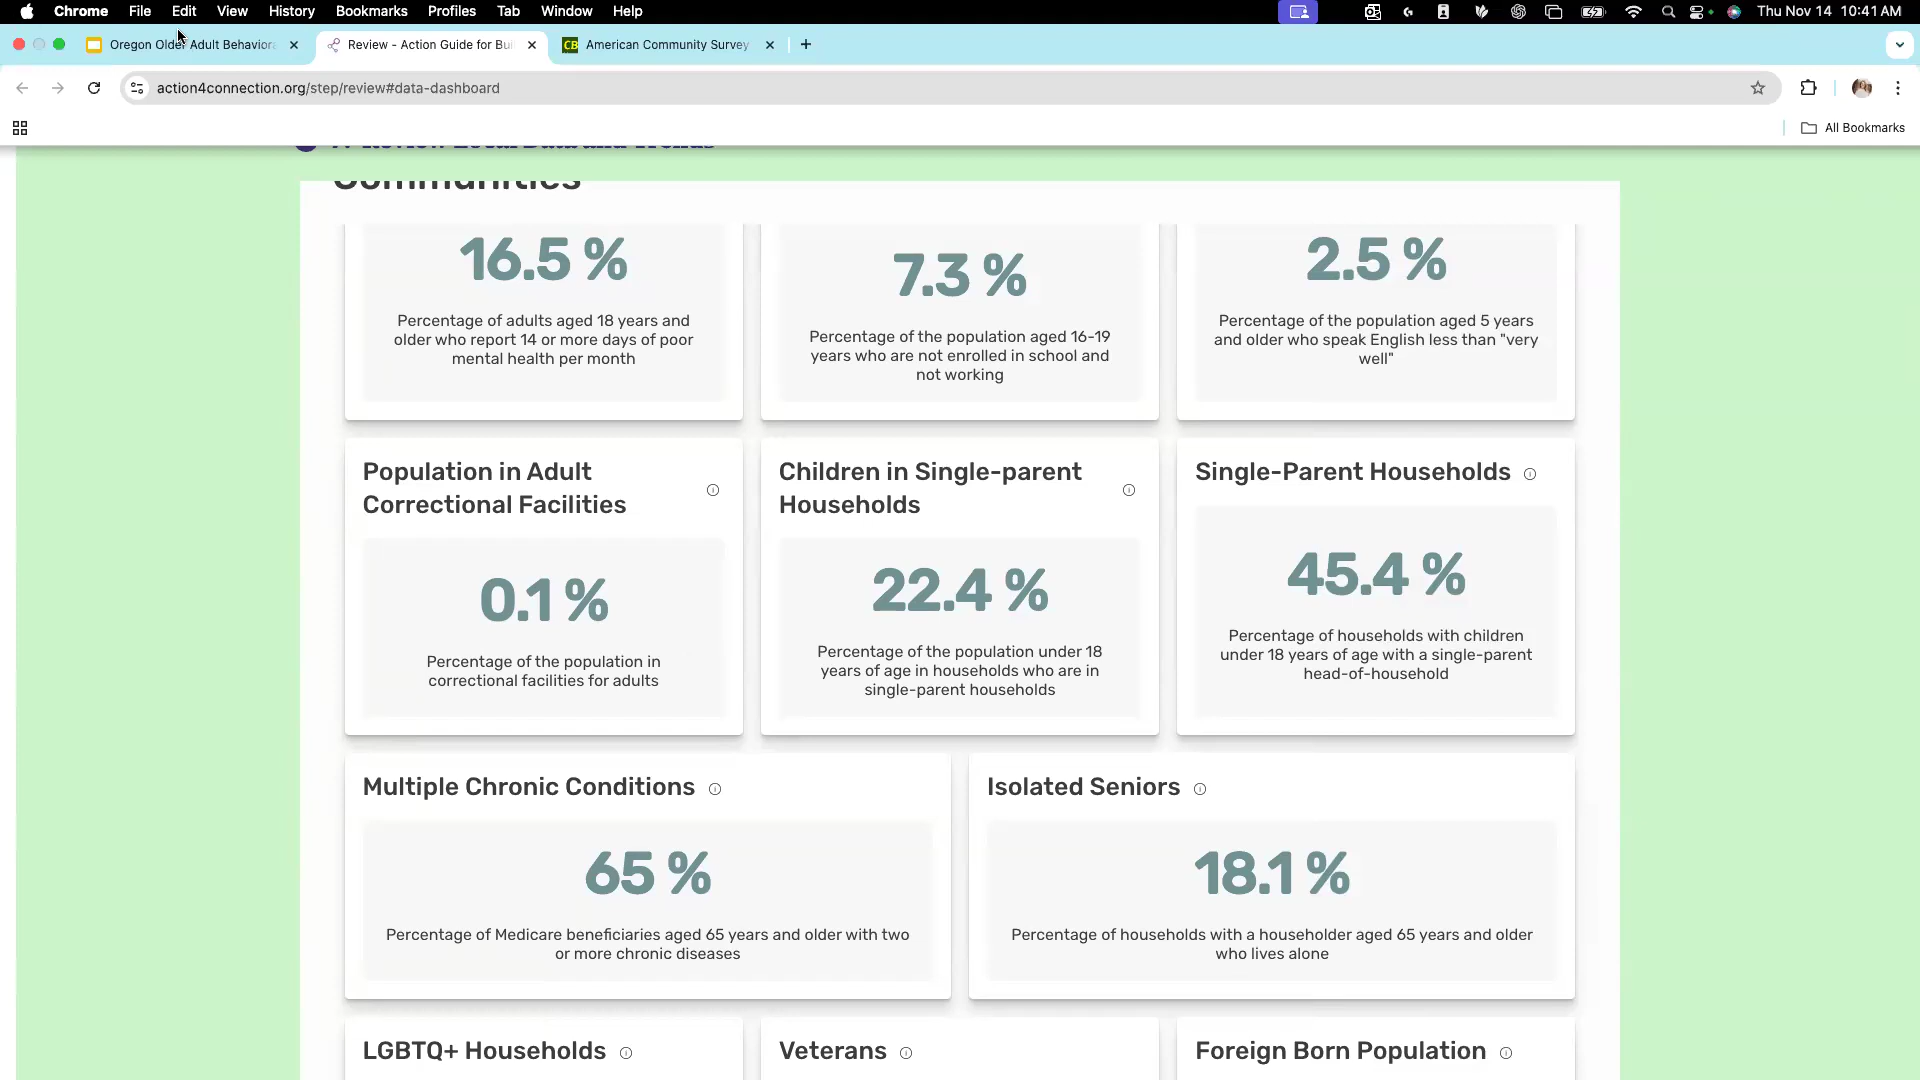 Chrome File Edit View History Bookmarks Profiles Tab Window Help Thu Nov 14 10:41 AM
Oregon Older Adult Behaviora
Review - Action Guide for Bui
CB American Community Survey
action4connection.org/step/review#data-dashboard
All Bookmarks
Communities
16.5 %
Percentage of adults aged 18 years and
older who report 14 or more days of poor
mental health per month
7.3 %
Percentage of the population aged 16-19
years who are not enrolled in school and
not working
2.5 %
Percentage of the population aged 5 years
and older who speak English less than "very
well"
Population in Adult
Correctional Facilities
0.1 %
Percentage of the population in
correctional facilities for adults
Children in Single-parent
Households
22.4 %
Percentage of the population under 18
years of age in households who are in
single-parent households
Single-Parent Households
45.4 %
Percentage of households with children
under 18 years of age with a single-parent
head-of-household
Multiple Chronic Conditions
65 %
Percentage of Medicare beneficiaries aged 65 years and older with two
or more chronic diseases
Isolated Seniors
18.1 %
Percentage of households with a householder aged 65 years and older
who lives alone
LGBTQ+ Households
Veterans
Foreign Born Population